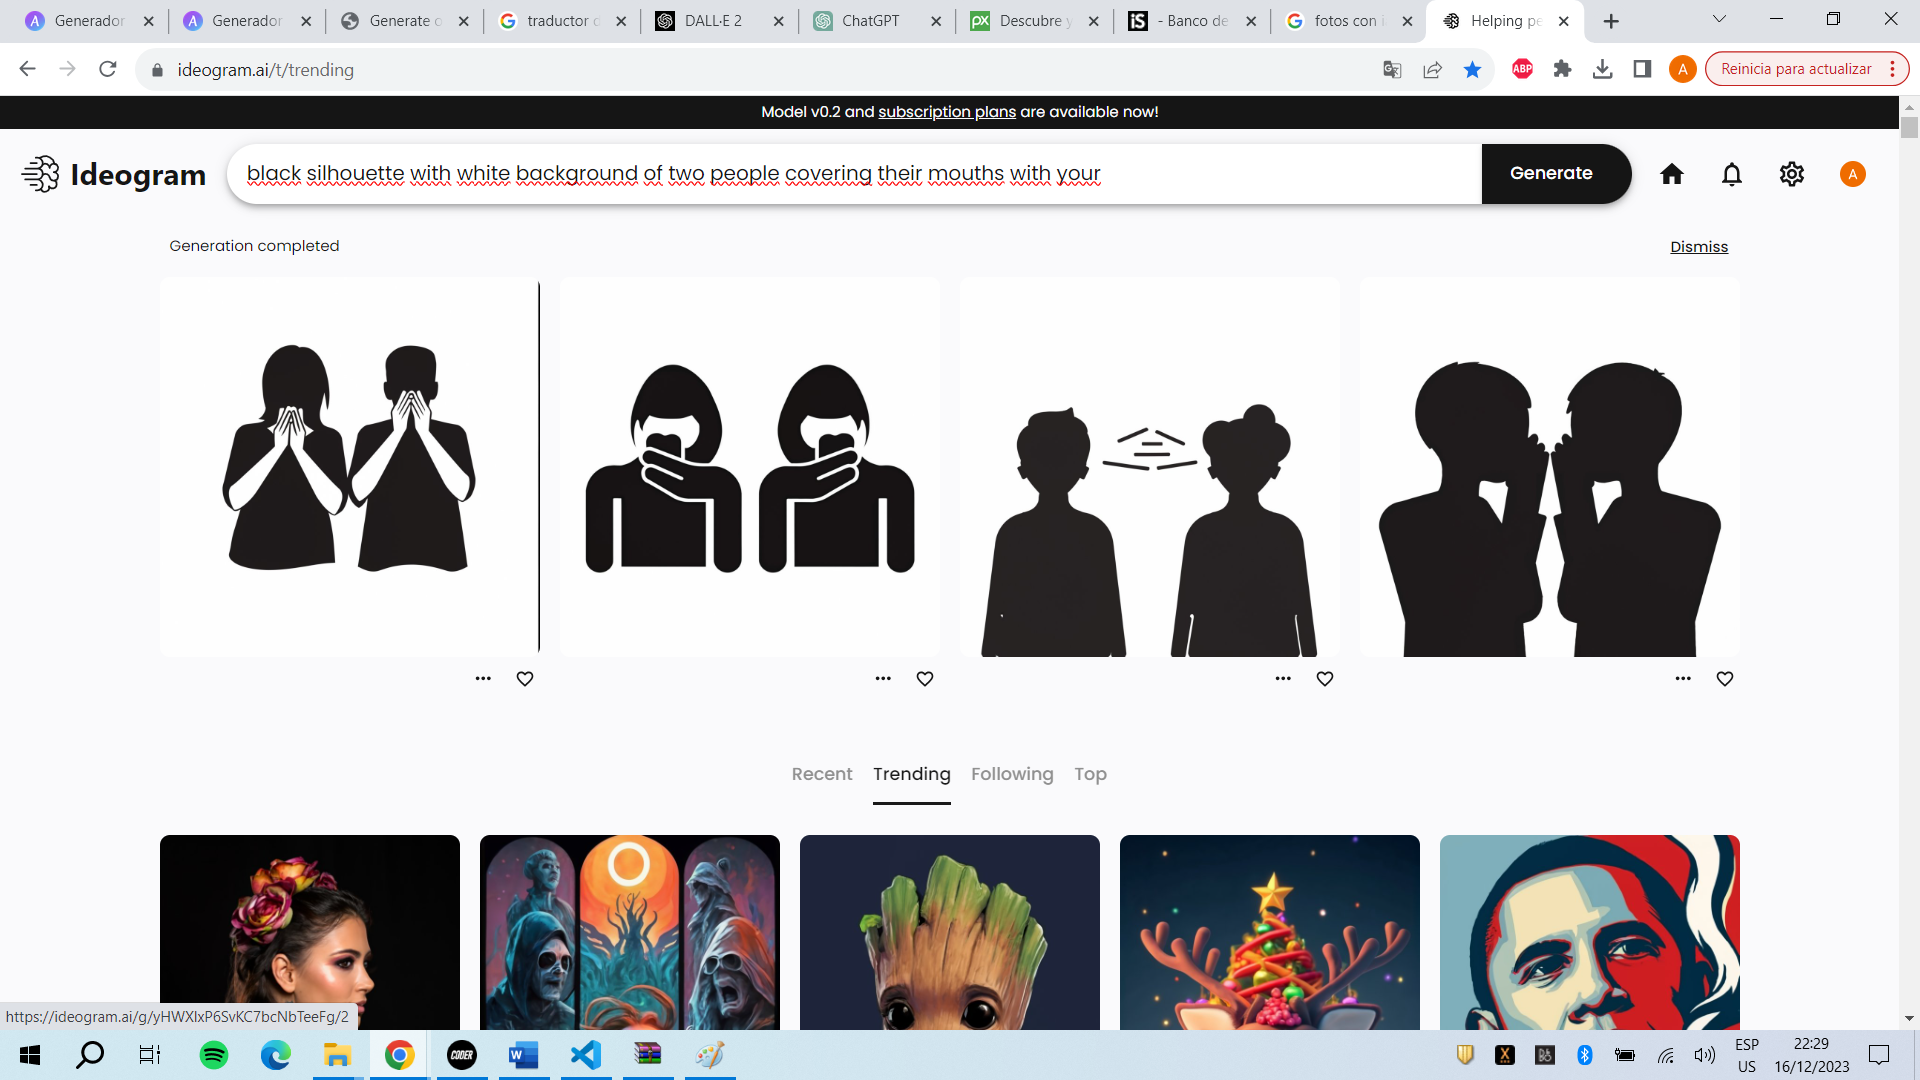 Generador
Generador
Generate o
traductor d
DALL·E 2
ChatGPT
Descubre y
- Banco de
fotos con i
Helping pe
ideogram.ai/t/trending
ABP
A
Reinicia para actualizar
Model v0.2 and subscription plans are available now!
Ideogram
black silhouette with white background of two people covering their mouths with your
Generate
A
Generation completed
Dismiss
Recent
Trending
Following
Top
https://ideogram.ai/g/yHWXIxP6SvKC7bcNbTeeFg/2
CODER
ESP
US
22:29
16/12/2023